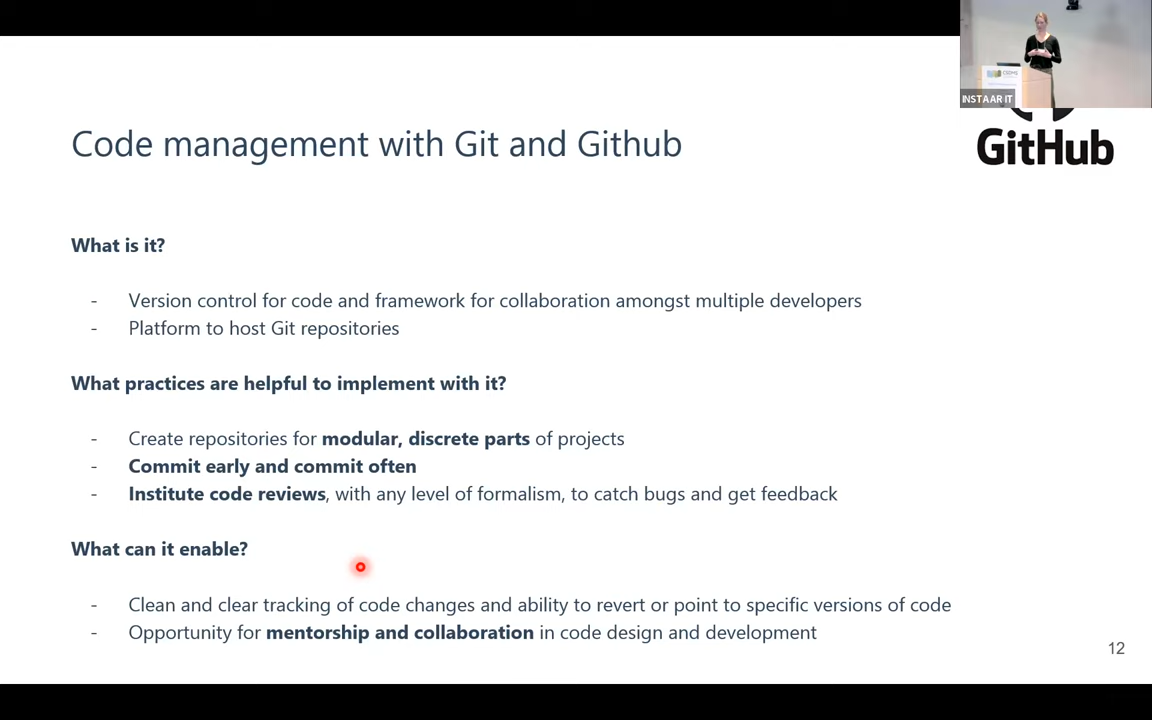 INSTAAR IT
GitHub
Code management with Git and Github
What is it?
- Version control for code and framework for collaboration amongst multiple developers
- Platform to host Git repositories
What practices are helpful to implement with it?
- Create repositories for modular, discrete parts of projects
- Commit early and commit often
- Institute code reviews, with any level of formalism, to catch bugs and get feedback
What can it enable?
- Clean and clear tracking of code changes and ability to revert or point to specific versions of code
- Opportunity for mentorship and collaboration in code design and development
12